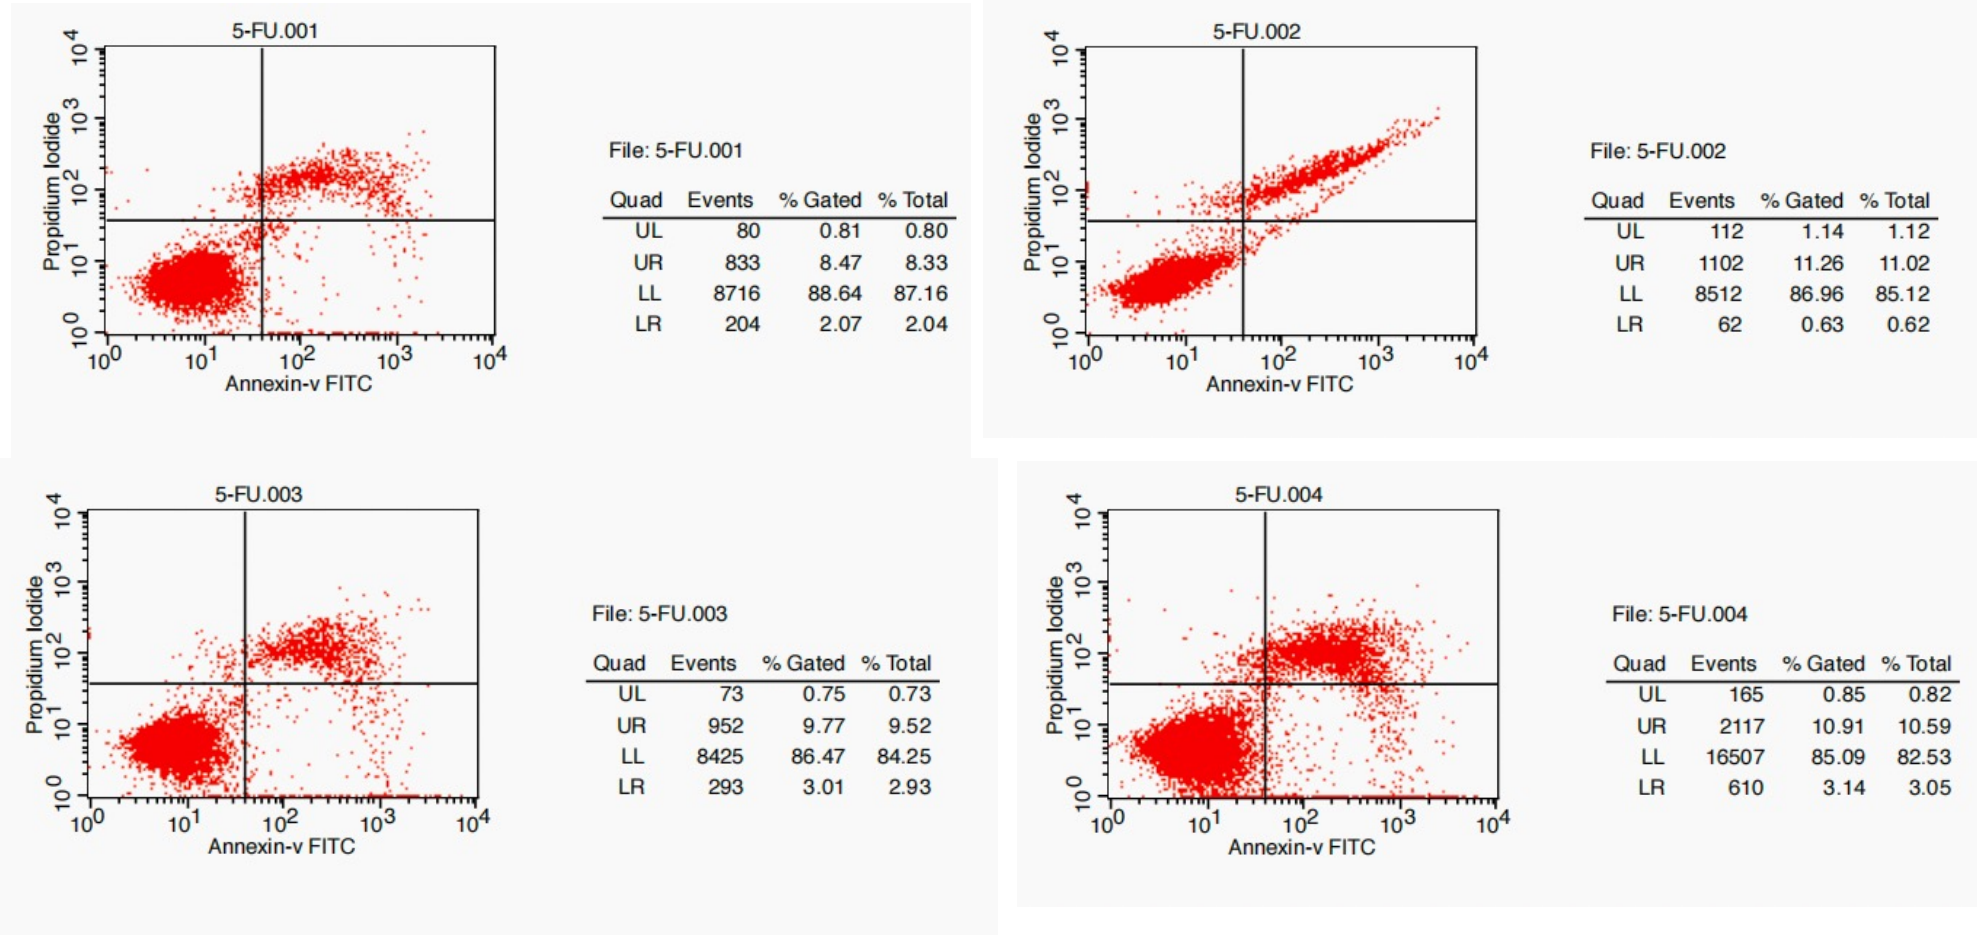 5-FU.001
10^4
10^3
10^2
10^1
10^0
Propidium Iodide
10^0 10^1 10^2 10^3 10^4
Annexin-v FITC
File: 5-FU.001
Quad Events % Gated % Total
UL 80 0.81 0.80
UR 833 8.47 8.33
LL 8716 88.64 87.16
LR 204 2.07 2.04
5-FU.002
10^4
10^3
10^2
10^1
10^0
Propidium Iodide
10^0 10^1 10^2 10^3 10^4
Annexin-v FITC
File: 5-FU.002
Quad Events % Gated % Total
UL 112 1.14 1.12
UR 1102 11.26 11.02
LL 8512 86.96 85.12
LR 62 0.63 0.62
5-FU.003
10^4
10^3
10^2
10^1
10^0
Propidium Iodide
10^0 10^1 10^2 10^3 10^4
Annexin-v FITC
File: 5-FU.003
Quad Events % Gated % Total
UL 73 0.75 0.73
UR 952 9.77 9.52
LL 8425 86.47 84.25
LR 293 3.01 2.93
5-FU.004
10^4
10^3
10^2
10^1
10^0
Propidium Iodide
10^0 10^1 10^2 10^3 10^4
Annexin-v FITC
File: 5-FU.004
Quad Events % Gated % Total
UL 165 0.85 0.82
UR 2117 10.91 10.59
LL 16507 85.09 82.53
LR 610 3.14 3.05